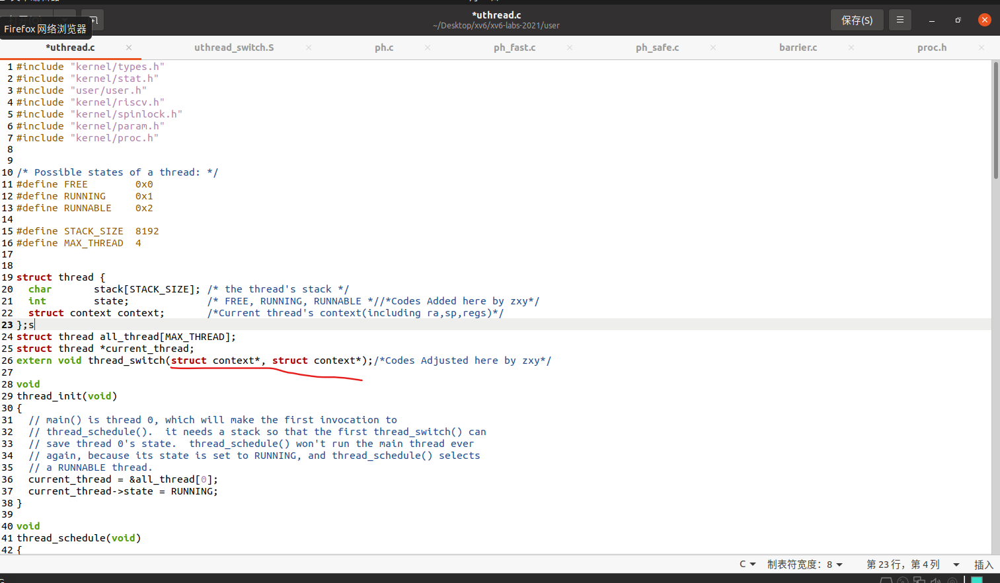 *uthread.c
~/Desktop/xv6/xv6-labs-2021/user
保存(S)
Firefox 网络浏览器
*uthread.c
uthread_switch.S
ph.c
ph_fast.c
ph_safe.c
barrier.c
proc.h
1 #include "kernel/types.h"
2 #include "kernel/stat.h"
3 #include "user/user.h"
4 #include "kernel/riscv.h"
5 #include "kernel/spinlock.h"
6 #include "kernel/param.h"
7 #include "kernel/proc.h"
8
9
10 /* Possible states of a thread: */
11 #define FREE        0x0
12 #define RUNNING     0x1
13 #define RUNNABLE    0x2
14
15 #define STACK_SIZE  8192
16 #define MAX_THREAD  4
17
18
19 struct thread {
20   char       stack[STACK_SIZE]; /* the thread's stack */
21   int        state;             /* FREE, RUNNING, RUNNABLE *//*Codes Added here by zxy*/
22   struct context context;       /*Current thread's context(including ra,sp,regs)*/
23 };s
24 struct thread all_thread[MAX_THREAD];
25 struct thread *current_thread;
26 extern void thread_switch(struct context*, struct context*);/*Codes Adjusted here by zxy*/
27
28 void
29 thread_init(void)
30 {
31   // main() is thread 0, which will make the first invocation to
32   // thread_schedule().  it needs a stack so that the first thread_switch() can
33   // save thread 0's state.  thread_schedule() won't run the main thread ever
34   // again, because its state is set to RUNNING, and thread_schedule() selects
35   // a RUNNABLE thread.
36   current_thread = &all_thread[0];
37   current_thread->state = RUNNING;
38 }
39
40 void
41 thread_schedule(void)
42 {
C
制表符宽度：8
第 23 行，第 4 列
插入